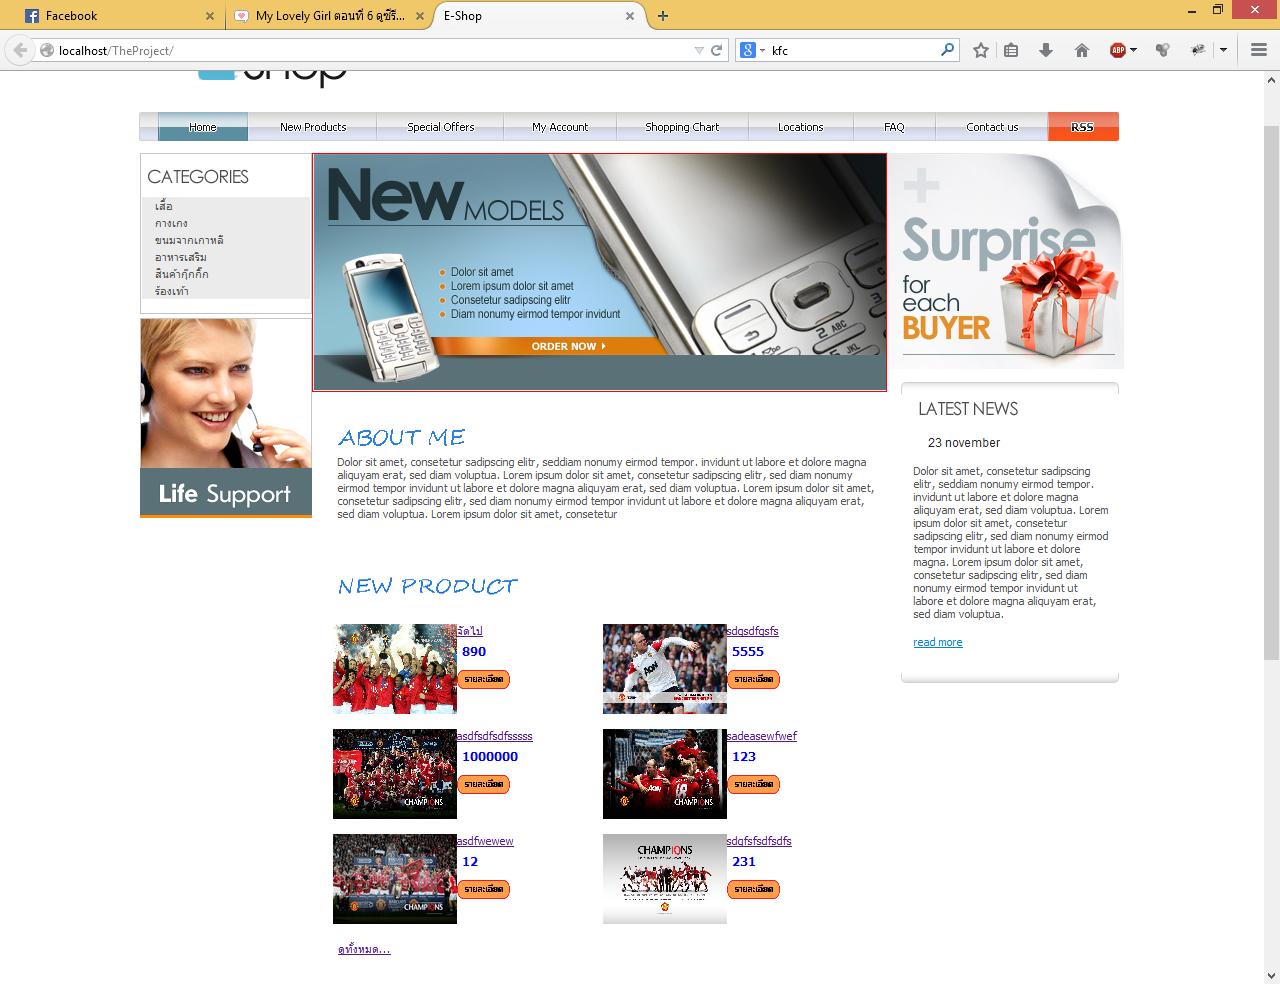 Facebook
My Lovely Girl ตอนที่ 6 ดูซีรี...
E-Shop
localhost/TheProject/
kfc
ABP
shop
Home
New Products
Special Offers
My Account
Shopping Chart
Locations
FAQ
Contact us
RSS
CATEGORIES
เสื้อ
กางเกง
ขนมจากเกาหลี
อาหารเสริม
สินค้ากุ๊กกิ๊ก
ร้องเท้า
Life Support
New MODELS
Dolor sit amet
Lorem ipsum dolor sit amet
Consetetur sadipscing elitr
Diam nonumy eirmod tempor invidunt
ORDER NOW
Surprise
for
each
BUYER
ABOUT ME
Dolor sit amet, consetetur sadipscing elitr, seddiam nonumy eirmod tempor. invidunt ut labore et dolore magna
aliquyam erat, sed diam voluptua. Lorem ipsum dolor sit amet, consetetur sadipscing elitr, sed diam nonumy
eirmod tempor invidunt ut labore et dolore magna aliquyam erat, sed diam voluptua. Lorem ipsum dolor sit amet,
consetetur sadipscing elitr, sed diam nonumy eirmod tempor invidunt ut labore et dolore magna aliquyam erat,
sed diam voluptua. Lorem ipsum dolor sit amet, consetetur
LATEST NEWS
23 november
Dolor sit amet, consetetur sadipscing
elitr, seddiam nonumy eirmod tempor.
invidunt ut labore et dolore magna
aliquyam erat, sed diam voluptua. Lorem
ipsum dolor sit amet, consetetur
sadipscing elitr, sed diam nonumy eirmod
tempor invidunt ut labore et dolore
magna. Lorem ipsum dolor sit amet,
consetetur sadipscing elitr, sed diam
nonumy eirmod tempor invidunt ut
labore et dolore magna aliquyam erat,
sed diam voluptua.
read more
NEW PRODUCT
จัดไป
890
รายละเอียด
sdgsdfgsfs
5555
รายละเอียด
asdfsdfsdfsssss
1000000
รายละเอียด
CHAMPIONS
sadeasewfwef
123
รายละเอียด
CHAMPIONS
asdfwewew
12
รายละเอียด
CHAMPIONS
sdgfsfsdfsdfs
231
รายละเอียด
CHAMPIONS
ดูทั้งหมด...